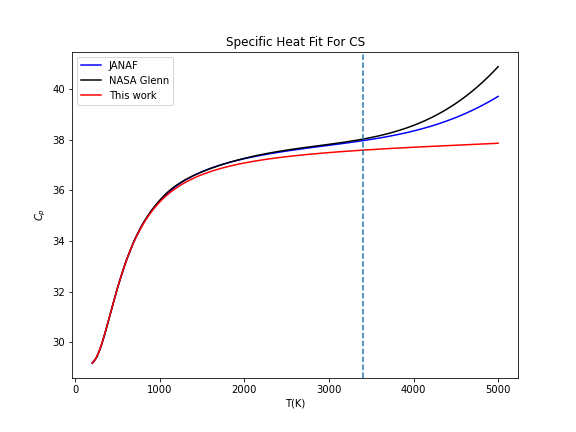 Specific Heat Fit For CS
JANAF
NASA Glenn
This work
40
38
36
34
32
30
Cp
0 1000 2000 3000 4000 5000
T(K)